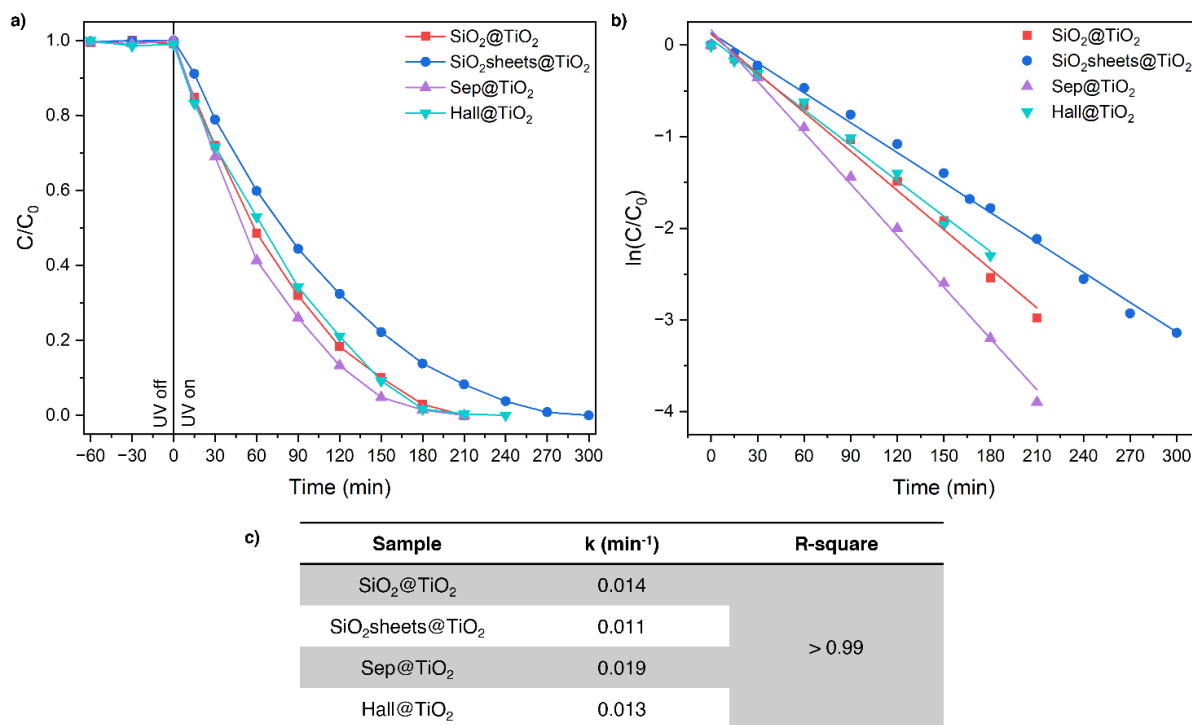 a)
SiO₂@TiO₂
SiO₂sheets@TiO₂
Sep@TiO₂
Hall@TiO₂
1.0
0.8
0.6
0.4
0.2
0.0
C/C₀
UV off
UV on
−60 −30 0 30 60 90 120 150 180 210 240 270 300
Time (min)
b)
SiO₂@TiO₂
SiO₂sheets@TiO₂
Sep@TiO₂
Hall@TiO₂
0
−1
−2
−3
−4
ln(C/C₀)
0 30 60 90 120 150 180 210 240 270 300
Time (min)
c)
Sample k (min⁻¹) R-square
SiO₂@TiO₂ 0.014
SiO₂sheets@TiO₂ 0.011
> 0.99
Sep@TiO₂ 0.019
Hall@TiO₂ 0.013